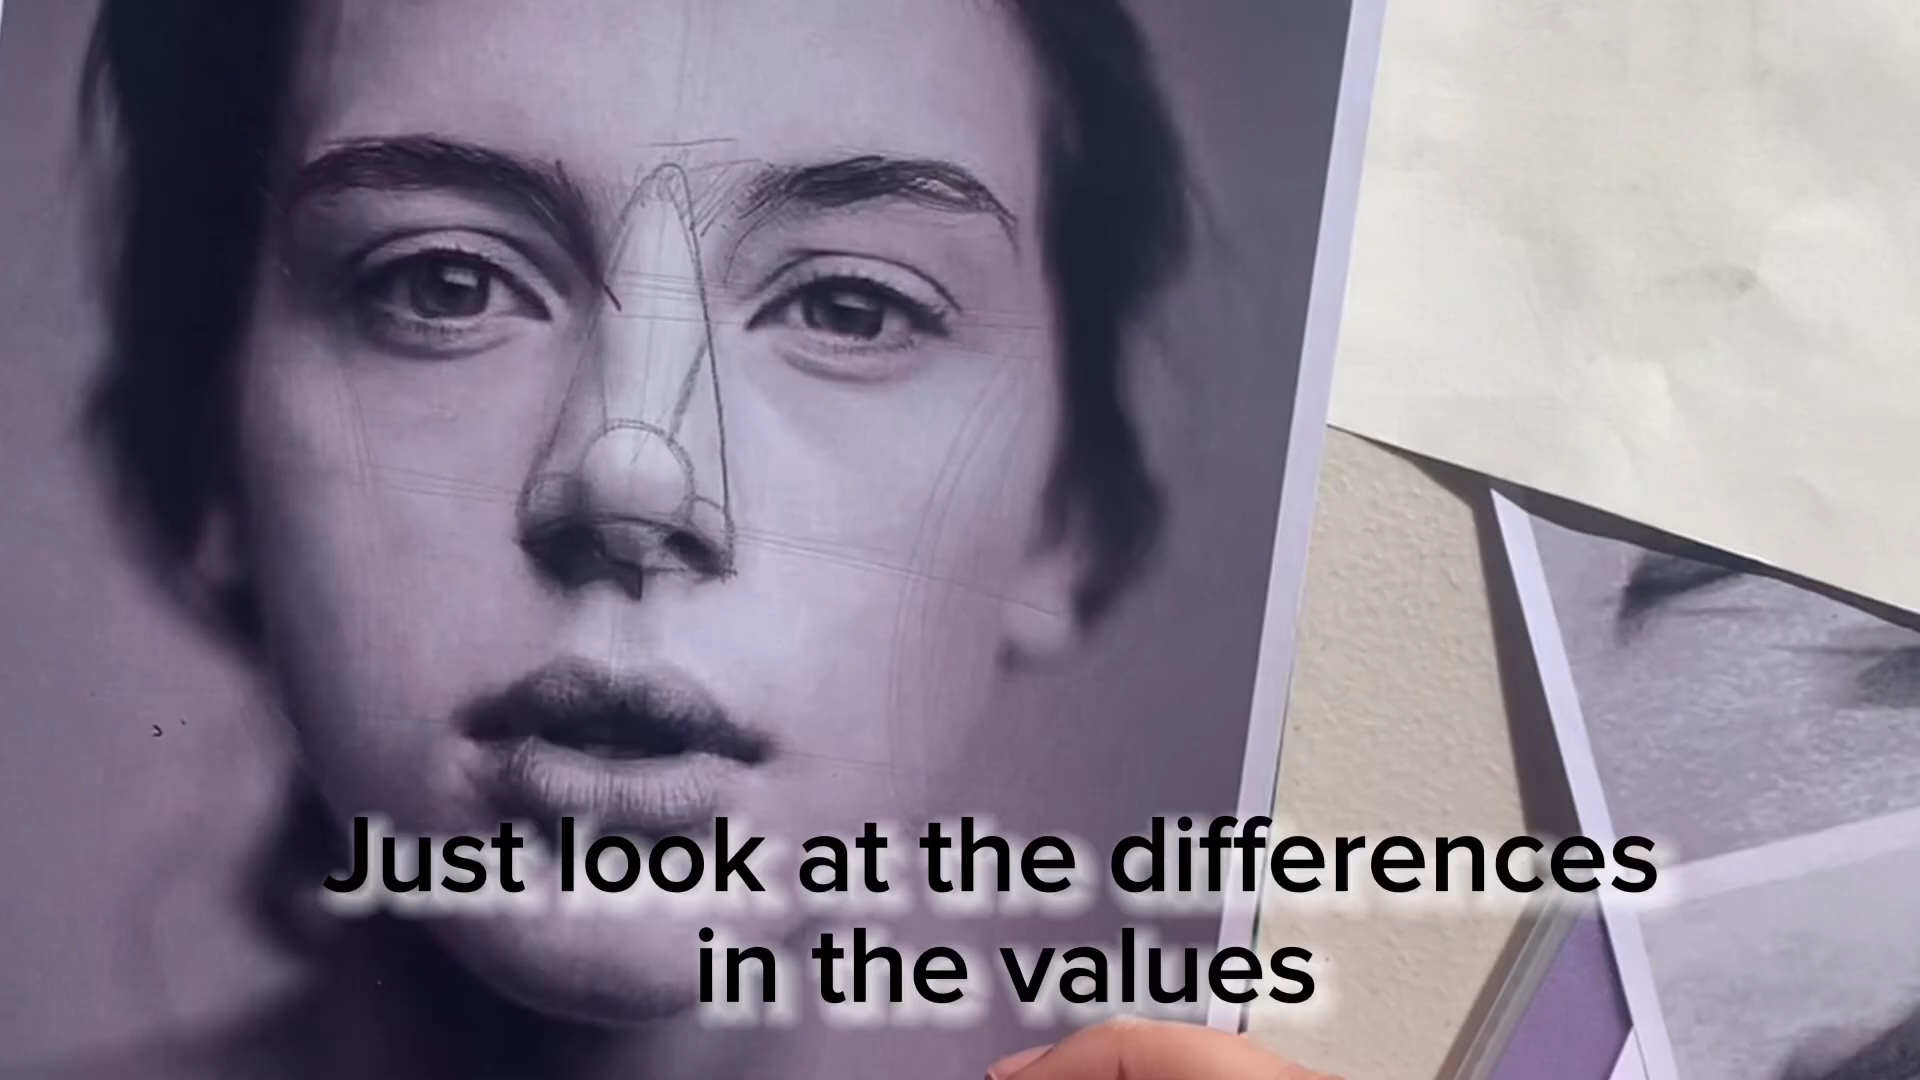 Just look at the differences
in the values